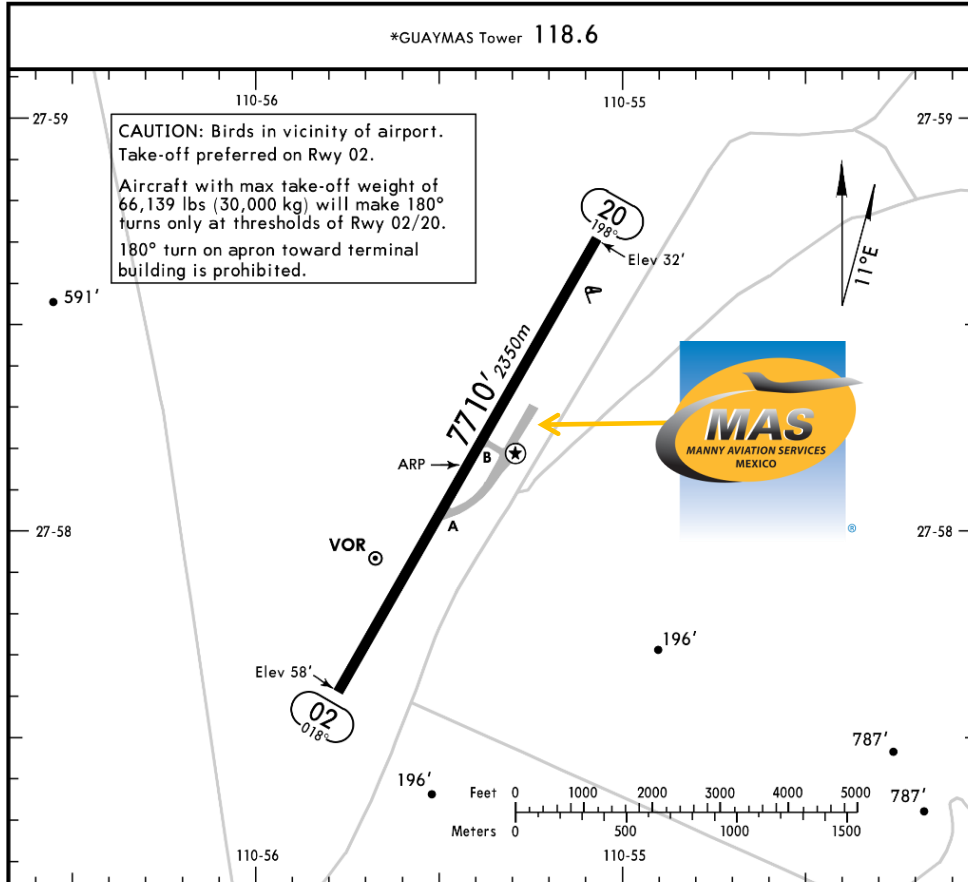 *GUAYMAS Tower 118.6
110-56
110-55
27-59
27-59
CAUTION: Birds in vicinity of airport.
Take-off preferred on Rwy 02.
Aircraft with max take-off weight of
66,139 lbs (30,000 kg) will make 180°
turns only at thresholds of Rwy 02/20.
180° turn on apron toward terminal
building is prohibited.
20
198°
Elev 32'
11°E
591'
7710' 2350m
MAS
MANNY AVIATION SERVICES
MEXICO
®
ARP
B
A
27-58
27-58
VOR
196'
Elev 58'
02
018°
787'
196'
787'
Feet 0 1000 2000 3000 4000 5000
Meters 0 500 1000 1500
110-56
110-55